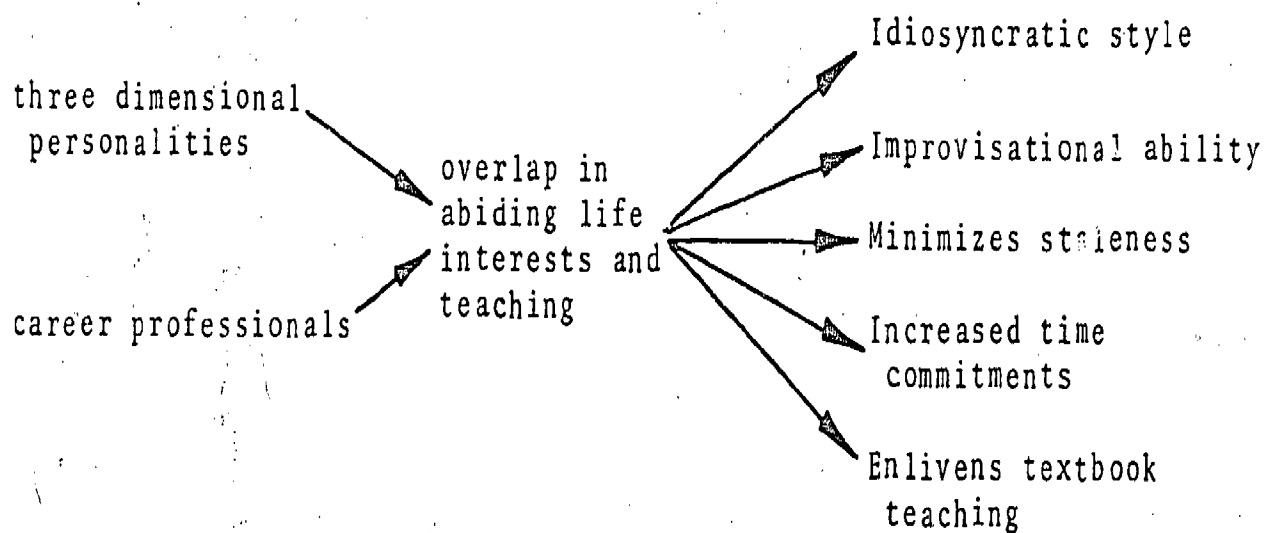 three dimensional
personalities
career professionals
overlap in
abiding life
interests and
teaching
Idiosyncratic style
Improvisational ability
Minimizes staleness
Increased time
commitments
Enlivens textbook
teaching